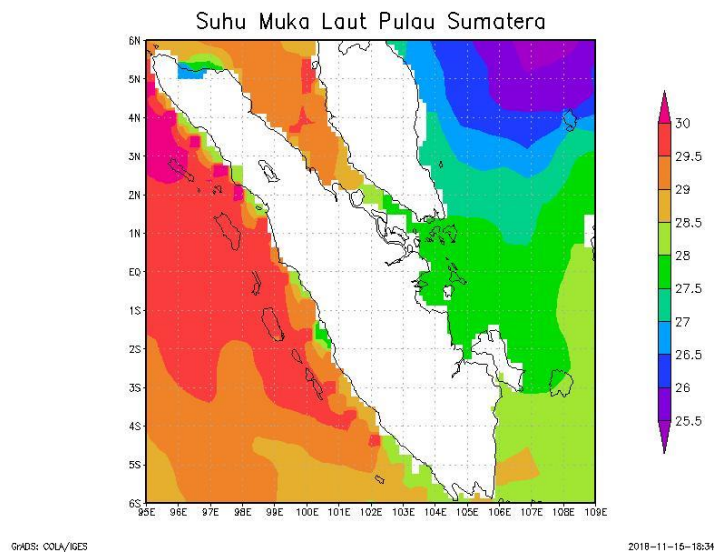 Suhu Muka Laut Pulau Sumatera
6N
5N
4N
3N
2N
1N
EQ
1S
2S
3S
4S
5S
6S
95E 96E 97E 98E 99E 100E 101E 102E 103E 104E 105E 106E 107E 108E 109E
30
29.5
29
28.5
28
27.5
27
26.5
26
25.5
GrADS: COLA/IGES
2018-11-15-18:34